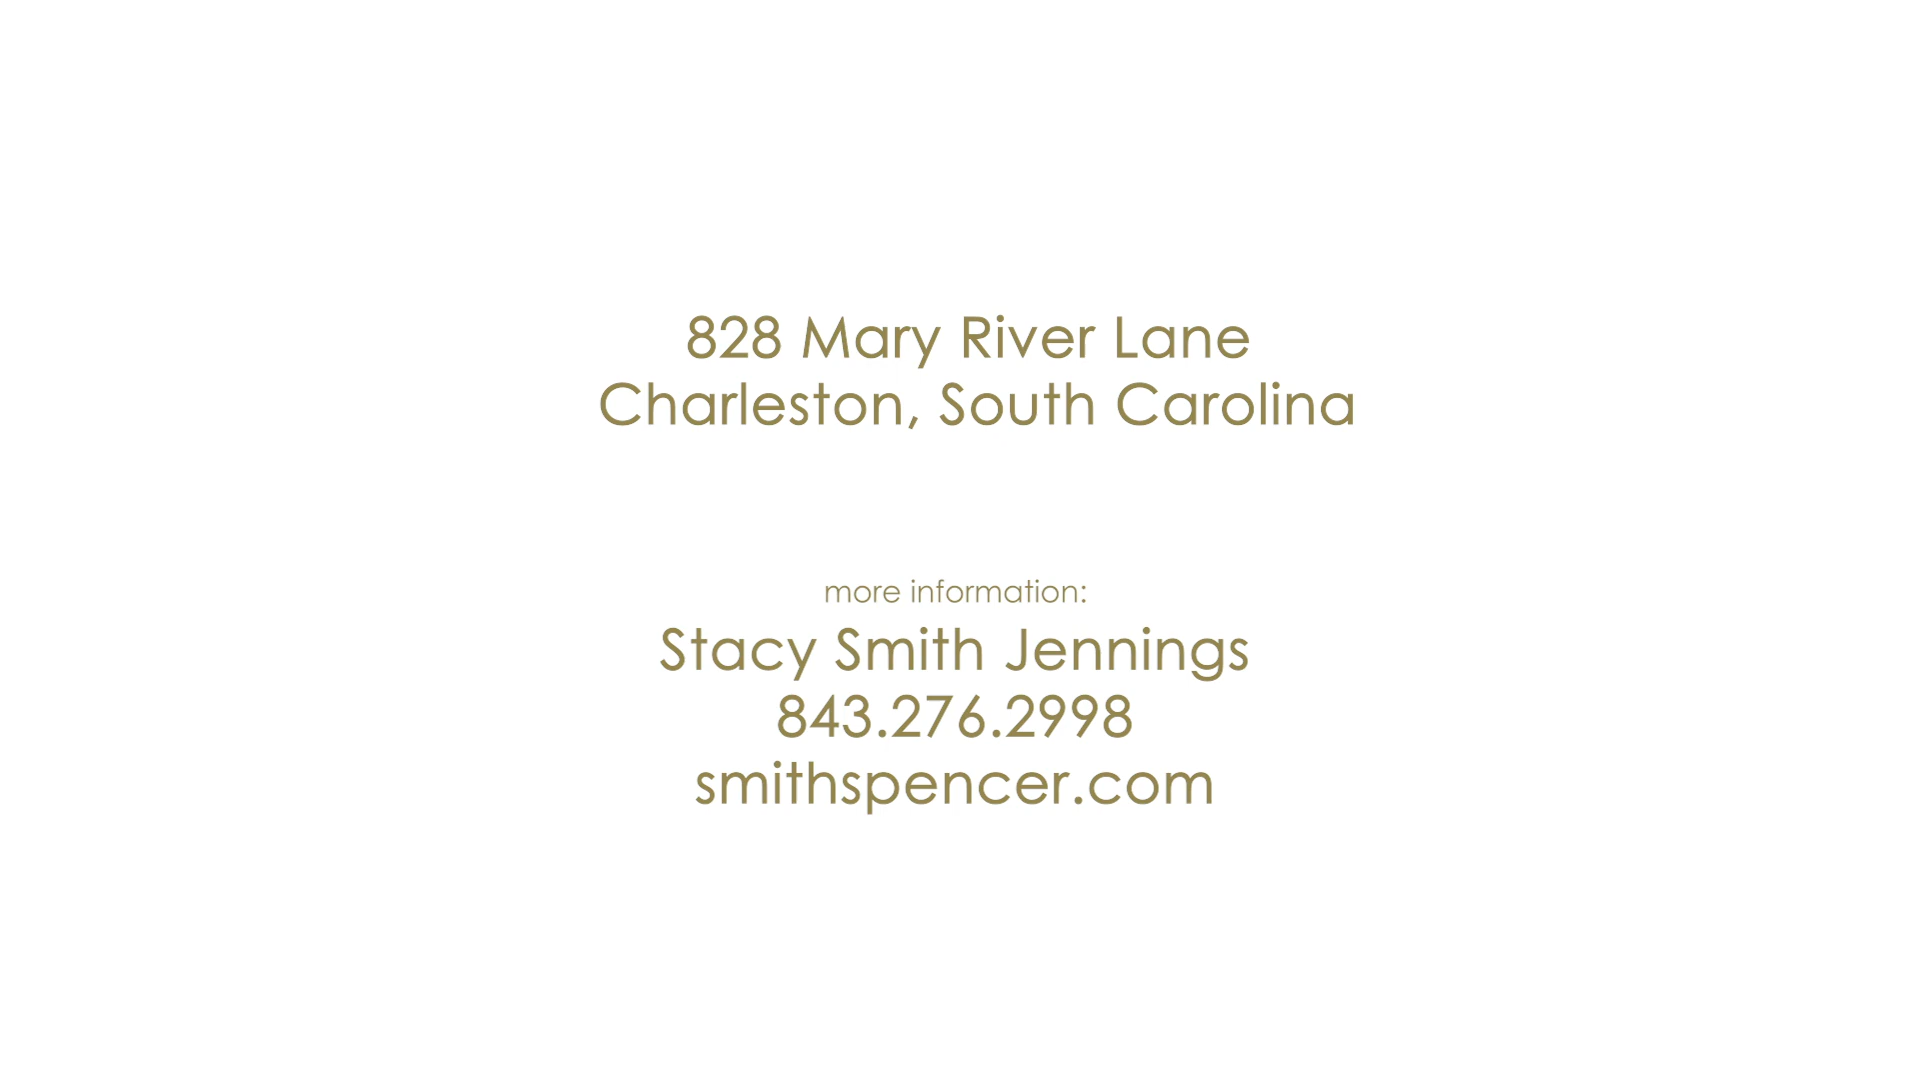 828 Mary River Lane
Charleston, South Carolina
more information:
Stacy Smith Jennings
843.276.2998
smithspencer.com